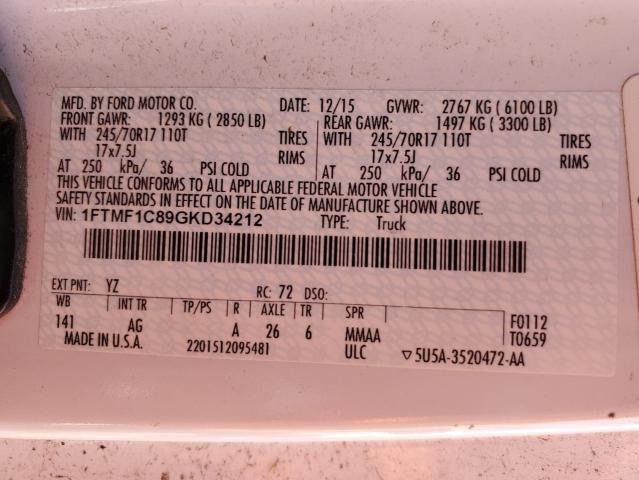 MFD. BY FORD MOTOR CO. DATE: 12/15 GVWR: 2767 KG ( 6100 LB)
FRONT GAWR: 1293 KG ( 2850 LB) REAR GAWR: 1497 KG ( 3300 LB)
WITH 245/70R17 110T TIRES WITH 245/70R17 110T TIRES
17x7.5J RIMS 17x7.5J RIMS
AT 250 kPa/ 36 PSI COLD AT 250 kPa/ 36 PSI COLD
THIS VEHICLE CONFORMS TO ALL APPLICABLE FEDERAL MOTOR VEHICLE
SAFETY STANDARDS IN EFFECT ON THE DATE OF MANUFACTURE SHOWN ABOVE.
VIN: 1FTMF1C89GKD34212 TYPE: Truck
EXT PNT: YZ RC: 72 DSO:
WB INT TR TP/PS R AXLE TR SPR F0112
141 AG A 26 6 MMAA T0659
MADE IN U.S.A. 2201512095481 ULC ▽5U5A-3520472-AA